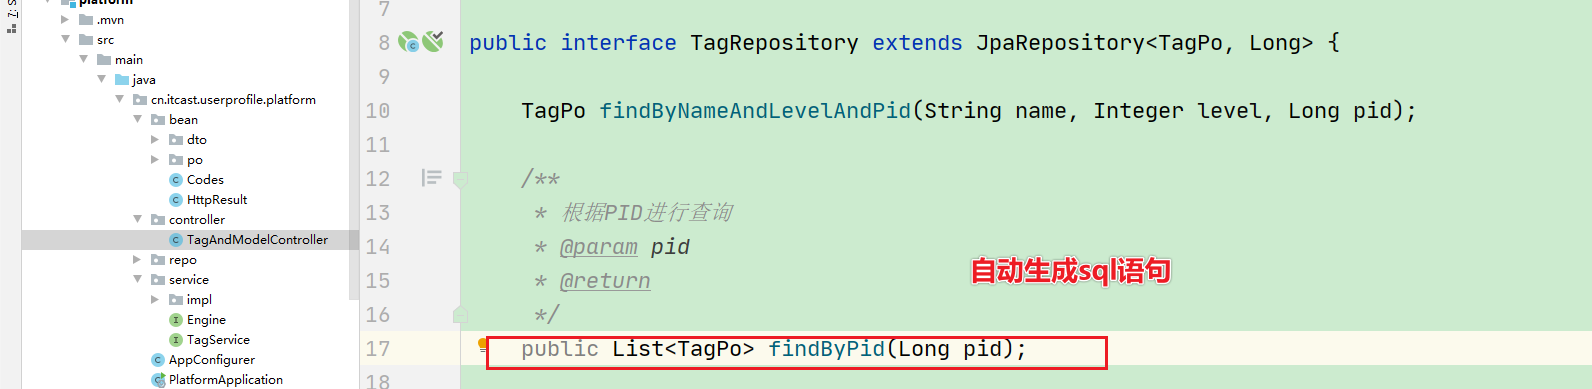 platform
.mvn
src
main
java
cn.itcast.userprofile.platform
bean
dto
po
Codes
HttpResult
controller
TagAndModelController
repo
service
impl
Engine
TagService
AppConfigurer
PlatformApplication
7
8 public interface TagRepository extends JpaRepository<TagPo, Long> {
9
10 TagPo findByNameAndLevelAndPid(String name, Integer level, Long pid);
11
12 /**
13 * 根据PID进行查询
14 * @param pid
15 * @return
自动生成sql语句
16 */
17 public List<TagPo> findByPid(Long pid);
18